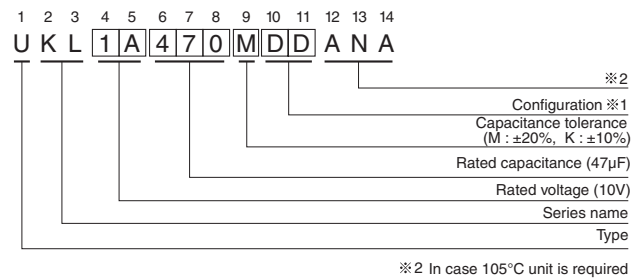 1 2 3 4 5 6 7 8 9 10 11 12 13 14
U K L 1 A 4 7 0 M D D A N A
※2
Configuration ※1
Capacitance tolerance
(M : ±20%, K : ±10%)
Rated capacitance (47µF)
Rated voltage (10V)
Series name
Type
※2 In case 105°C unit is required